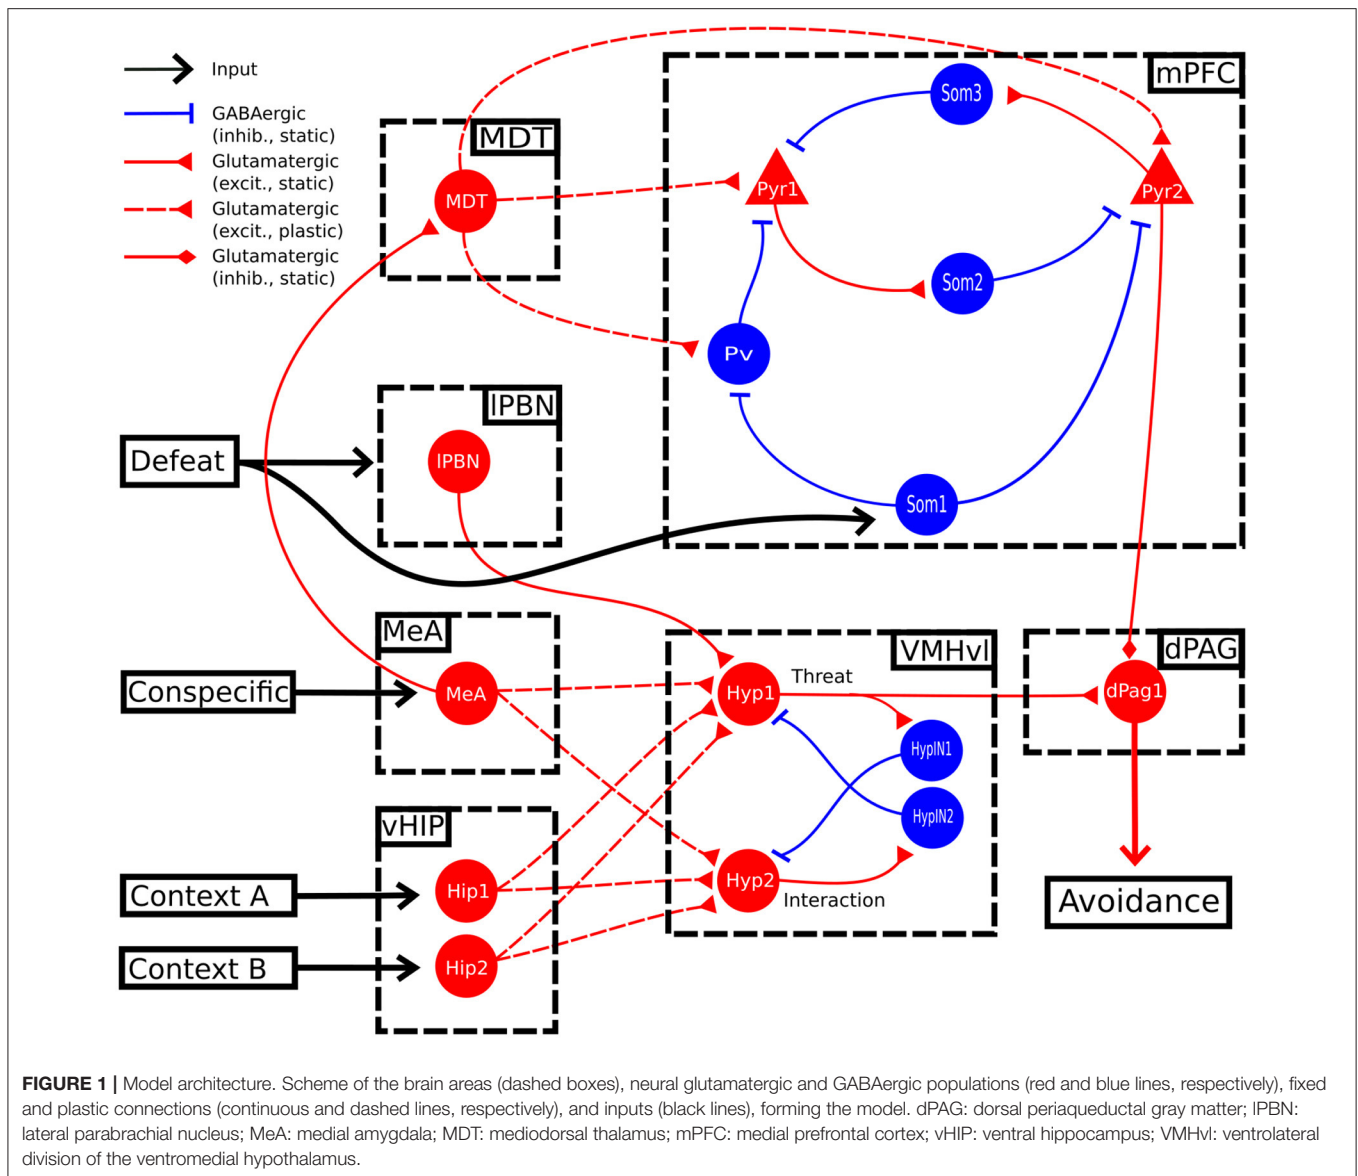 Input
GABAergic
(inhib., static)
Glutamatergic
(excit., static)
Glutamatergic
(excit., plastic)
Glutamatergic
(inhib., static)
MDT
MDT
mPFC
Som3
Pyr1
Pyr2
Som2
Pv
Som1
lPBN
lPBN
Defeat
MeA
MeA
Conspecific
VMHvl
Threat
Hyp1
HypIN1
HypIN2
Hyp2
Interaction
dPAG
dPag1
Avoidance
vHIP
Hip1
Hip2
Context A
Context B
FIGURE 1 | Model architecture. Scheme of the brain areas (dashed boxes), neural glutamatergic and GABAergic populations (red and blue lines, respectively), fixed
and plastic connections (continuous and dashed lines, respectively), and inputs (black lines), forming the model. dPAG: dorsal periaqueductal gray matter; lPBN:
lateral parabrachial nucleus; MeA: medial amygdala; MDT: mediodorsal thalamus; mPFC: medial prefrontal cortex; vHIP: ventral hippocampus; VMHvl: ventrolateral
division of the ventromedial hypothalamus.